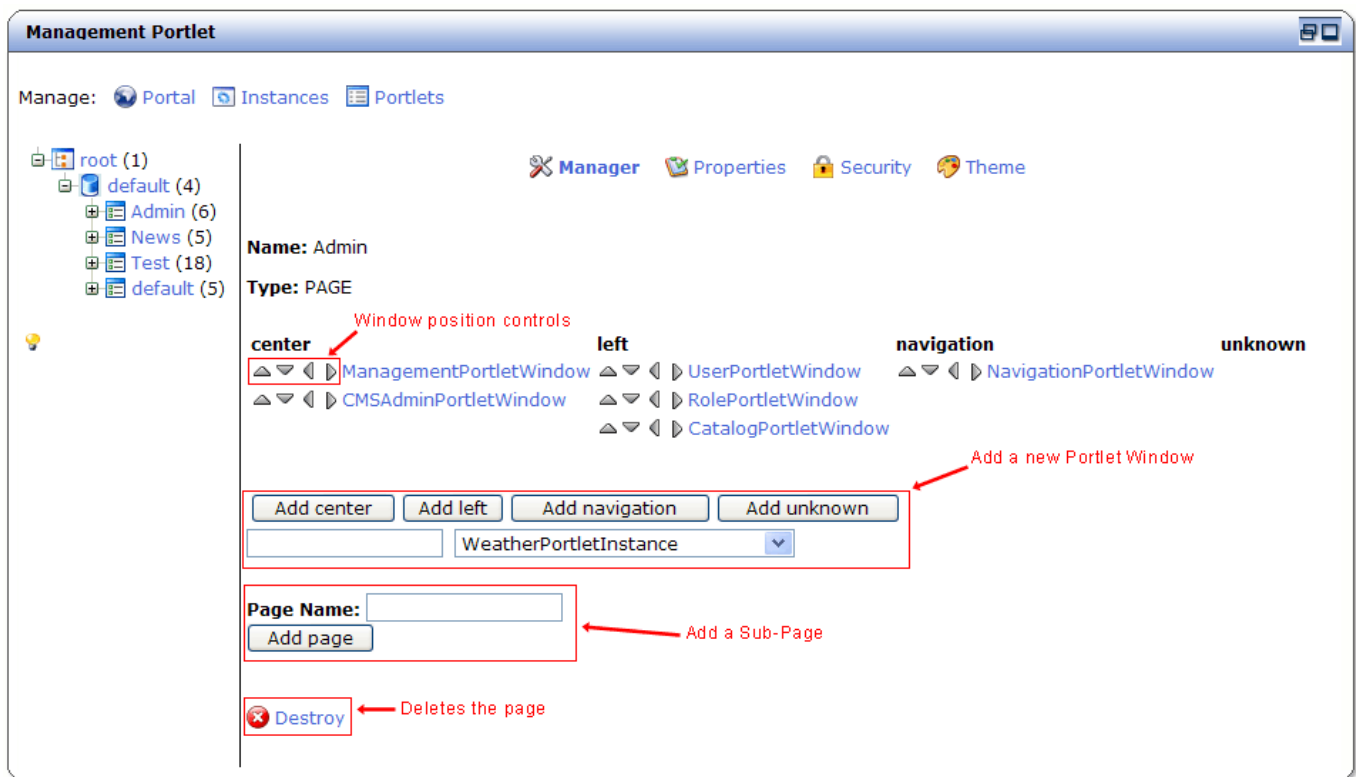 Management Portlet
Manage: Portal Instances Portlets
root (1)
default (4)
Admin (6)
News (5)
Test (18)
default (5)
Manager Properties Security Theme
Name: Admin
Type: PAGE
Window position controls
center left navigation unknown
ManagementPortletWindow UserPortletWindow NavigationPortletWindow
CMSAdminPortletWindow RolePortletWindow
CatalogPortletWindow
Add a new Portlet Window
Add center Add left Add navigation Add unknown
WeatherPortletInstance
Page Name:
Add page
Add a Sub-Page
Destroy
Deletes the page